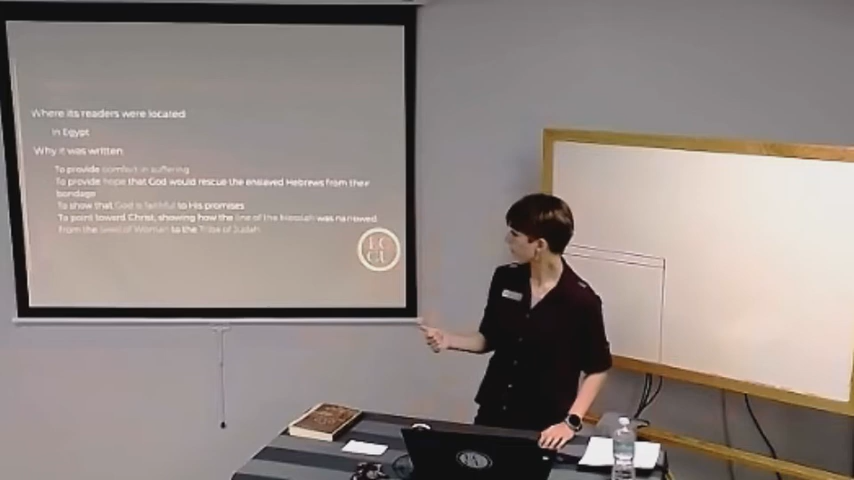 Where its readers were located
In Egypt
Why it was written
To provide comfort in suffering
To provide hope that God would rescue the enslaved Hebrews from their
bondage
To show that God is faithful to His promises
To point toward Christ, showing how the line of the Messiah was narrowed
from the Seed of Woman to the Tribe of Judah